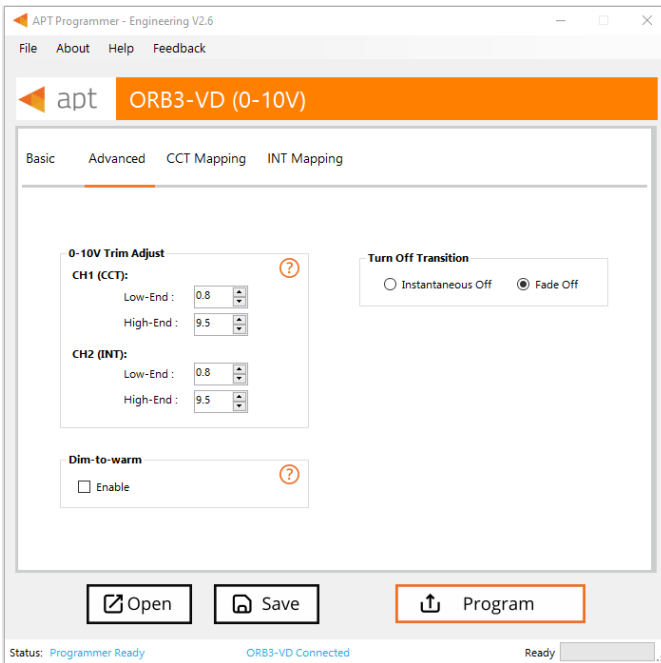 APT Programmer - Engineering V2.6
File About Help Feedback
apt ORB3-VD (0-10V)
Basic Advanced CCT Mapping INT Mapping
0-10V Trim Adjust
?
CH1 (CCT):
Low-End : 0.8
High-End : 9.5
CH2 (INT):
Low-End : 0.8
High-End : 9.5
Turn Off Transition
Instantaneous Off Fade Off
Dim-to-warm
?
Enable
Open Save Program
Status: Programmer Ready ORB3-VD Connected Ready